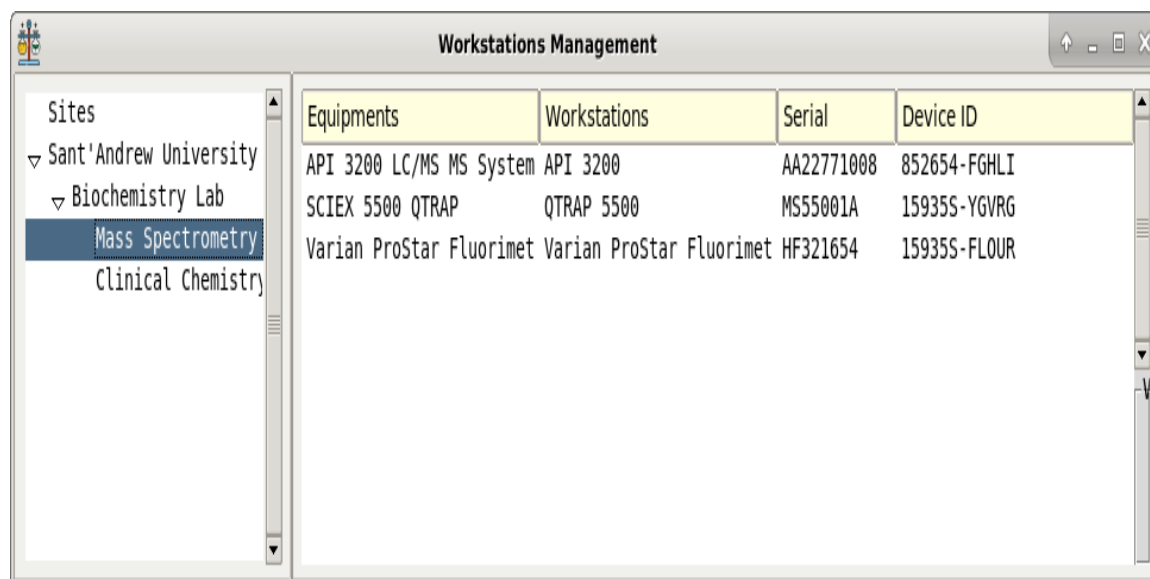 Workstations Management
Sites
Sant'Andrew University
Biochemistry Lab
Mass Spectrometry
Clinical Chemistry
Equipments Workstations Serial Device ID
API 3200 LC/MS MS System API 3200 AA22771008 852654-FGHLI
SCIEX 5500 QTRAP QTRAP 5500 MS55001A 15935S-YGVRG
Varian ProStar Fluorimet Varian ProStar Fluorimet HF321654 15935S-FLOUR